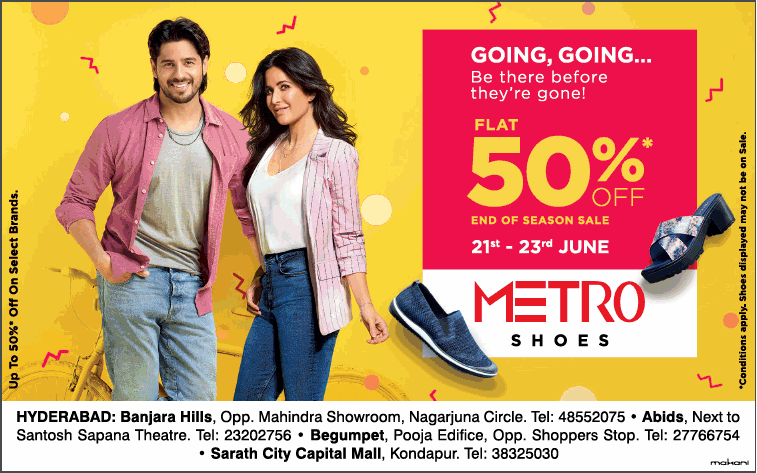 GOING, GOING...
Be there before
they're gone!
FLAT
50%*
OFF
END OF SEASON SALE
21st - 23rd JUNE
METRO
SHOES
Up To 50%* Off On Select Brands.
*Conditions apply. Shoes displayed may not be on Sale.
HYDERABAD: Banjara Hills, Opp. Mahindra Showroom, Nagarjuna Circle. Tel: 48552075 • Abids, Next to
Santosh Sapana Theatre. Tel: 23202756 • Begumpet, Pooja Edifice, Opp. Shoppers Stop. Tel: 27766754
• Sarath City Capital Mall, Kondapur. Tel: 38325030
makani